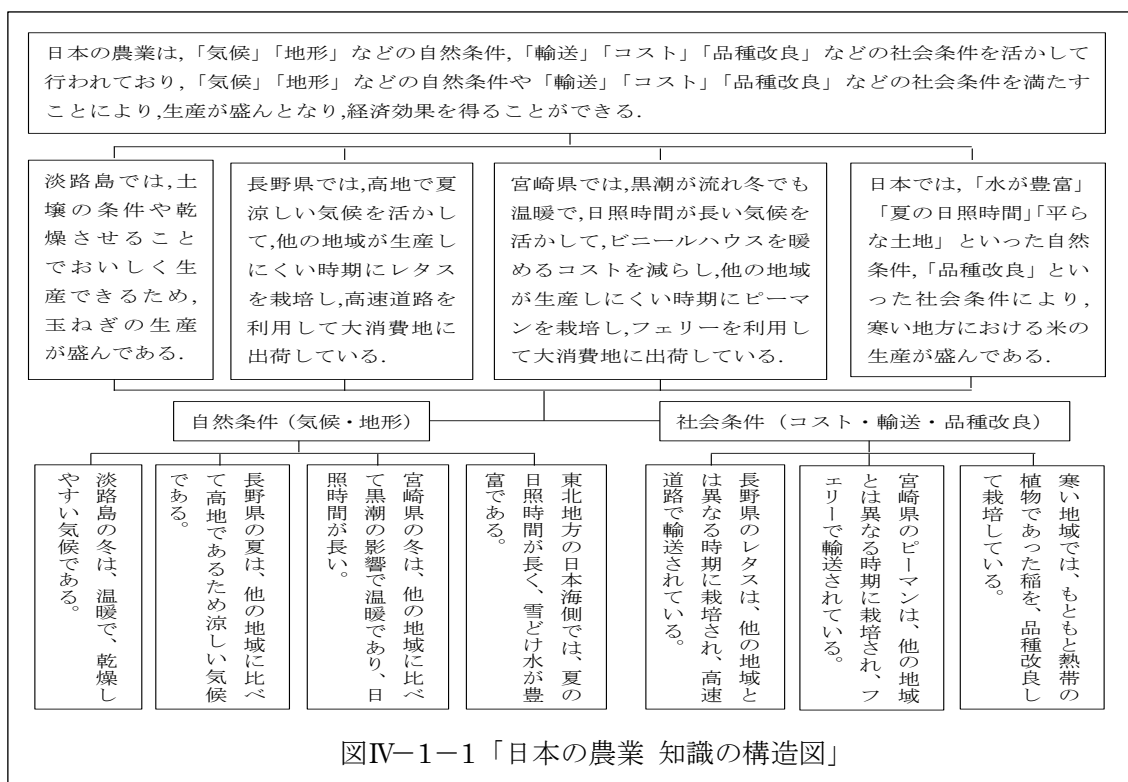 日本の農業は,「気候」「地形」などの自然条件,「輸送」「コスト」「品種改良」などの社会条件を活かして
行われており,「気候」「地形」などの自然条件や「輸送」「コスト」「品種改良」などの社会条件を満たす
ことにより,生産が盛んとなり,経済効果を得ることができる.
淡路島では,土
壌の条件や乾
燥させること
でおいしく生
産できるため,
玉ねぎの生産
が盛んである.
長野県では,高地で夏
涼しい気候を活かし
て,他の地域が生産し
にくい時期にレタス
を栽培し,高速道路を
利用して大消費地に
出荷している.
宮崎県では,黒潮が流れ冬でも
温暖で,日照時間が長い気候を
活かして,ビニールハウスを暖
めるコストを減らし,他の地域
が生産しにくい時期にピーマ
ンを栽培し,フェリーを利用し
て大消費地に出荷している.
日本では,「水が豊富」
「夏の日照時間」「平ら
な土地」といった自然
条件,「品種改良」とい
った社会条件により,
寒い地方における米の
生産が盛んである.
自然条件(気候・地形)
社会条件(コスト・輸送・品種改良)
淡路島の冬は、温暖で、乾燥し
やすい気候である。
長野県の夏は、他の地域に比べ
て高地であるため涼しい気候
である。
宮崎県の冬は、他の地域に比べ
て黒潮の影響で温暖であり、日
照時間が長い。
東北地方の日本海側では、夏の
日照時間が長く、雪どけ水が豊
富である。
長野県のレタスは、他の地域と
は異なる時期に栽培され、高速
道路で輸送されている。
宮崎県のピーマンは、他の地域
とは異なる時期に栽培され、フ
ェリーで輸送されている。
寒い地域では、もともと熱帯の
植物であった稲を、品種改良し
て栽培している。
図Ⅳ−1−1「日本の農業 知識の構造図」